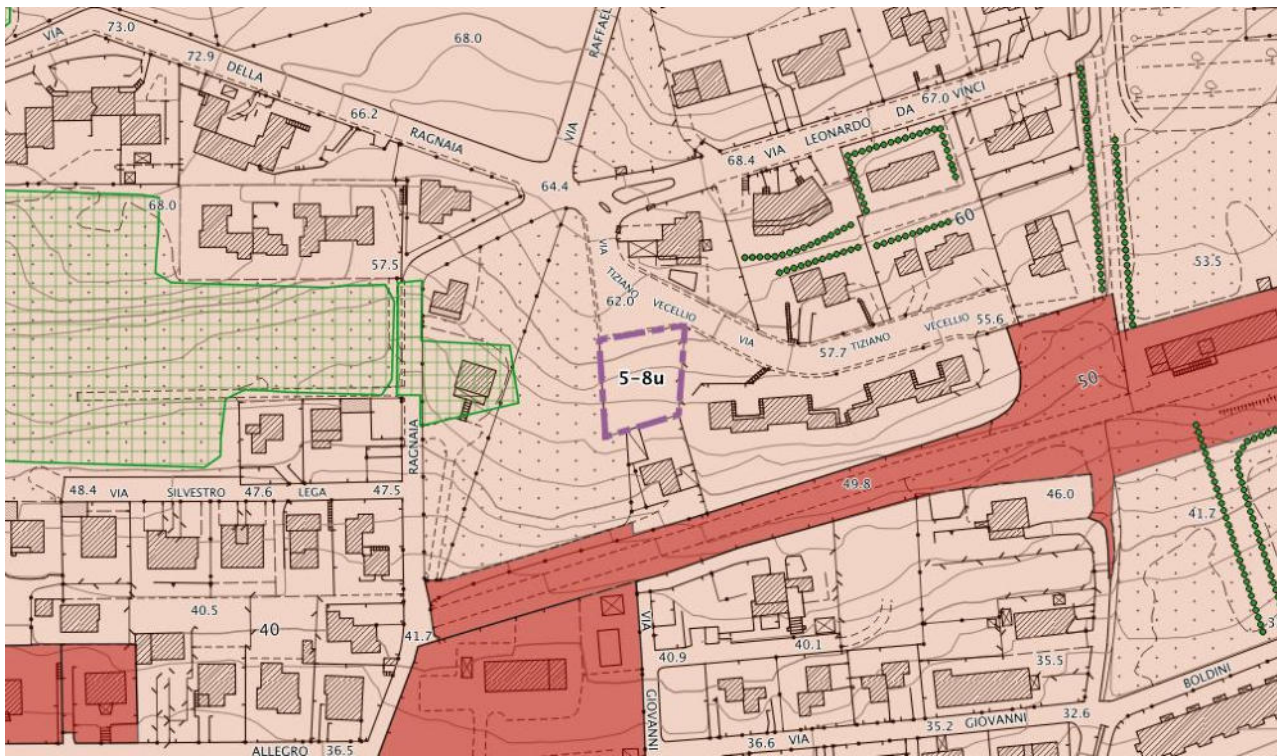 VIA
73.0
72.9
DELLA
66.2
RAGNAIA
68.0
VIA
RAFFAEL
68.4
VIA
LEONARDO
DA
67.0
VINCI
64.4
68.0
57.5
VIA
TIZIANO
62.0
VECELLIO
VIA
57.7
TIZIANO
VECELLIO
55.6
60
53.5
5-8u
50
RAGNAIA
48.4
VIA
SILVESTRO
47.6
LEGA
47.5
49.8
46.0
41.2
40.5
40
41.7
VIA
40.9
40.1
35.5
BOLDINI
GIOVANNI
ALLEGRO
36.5
36.6
VIA
35.2
GIOVANNI
32.6